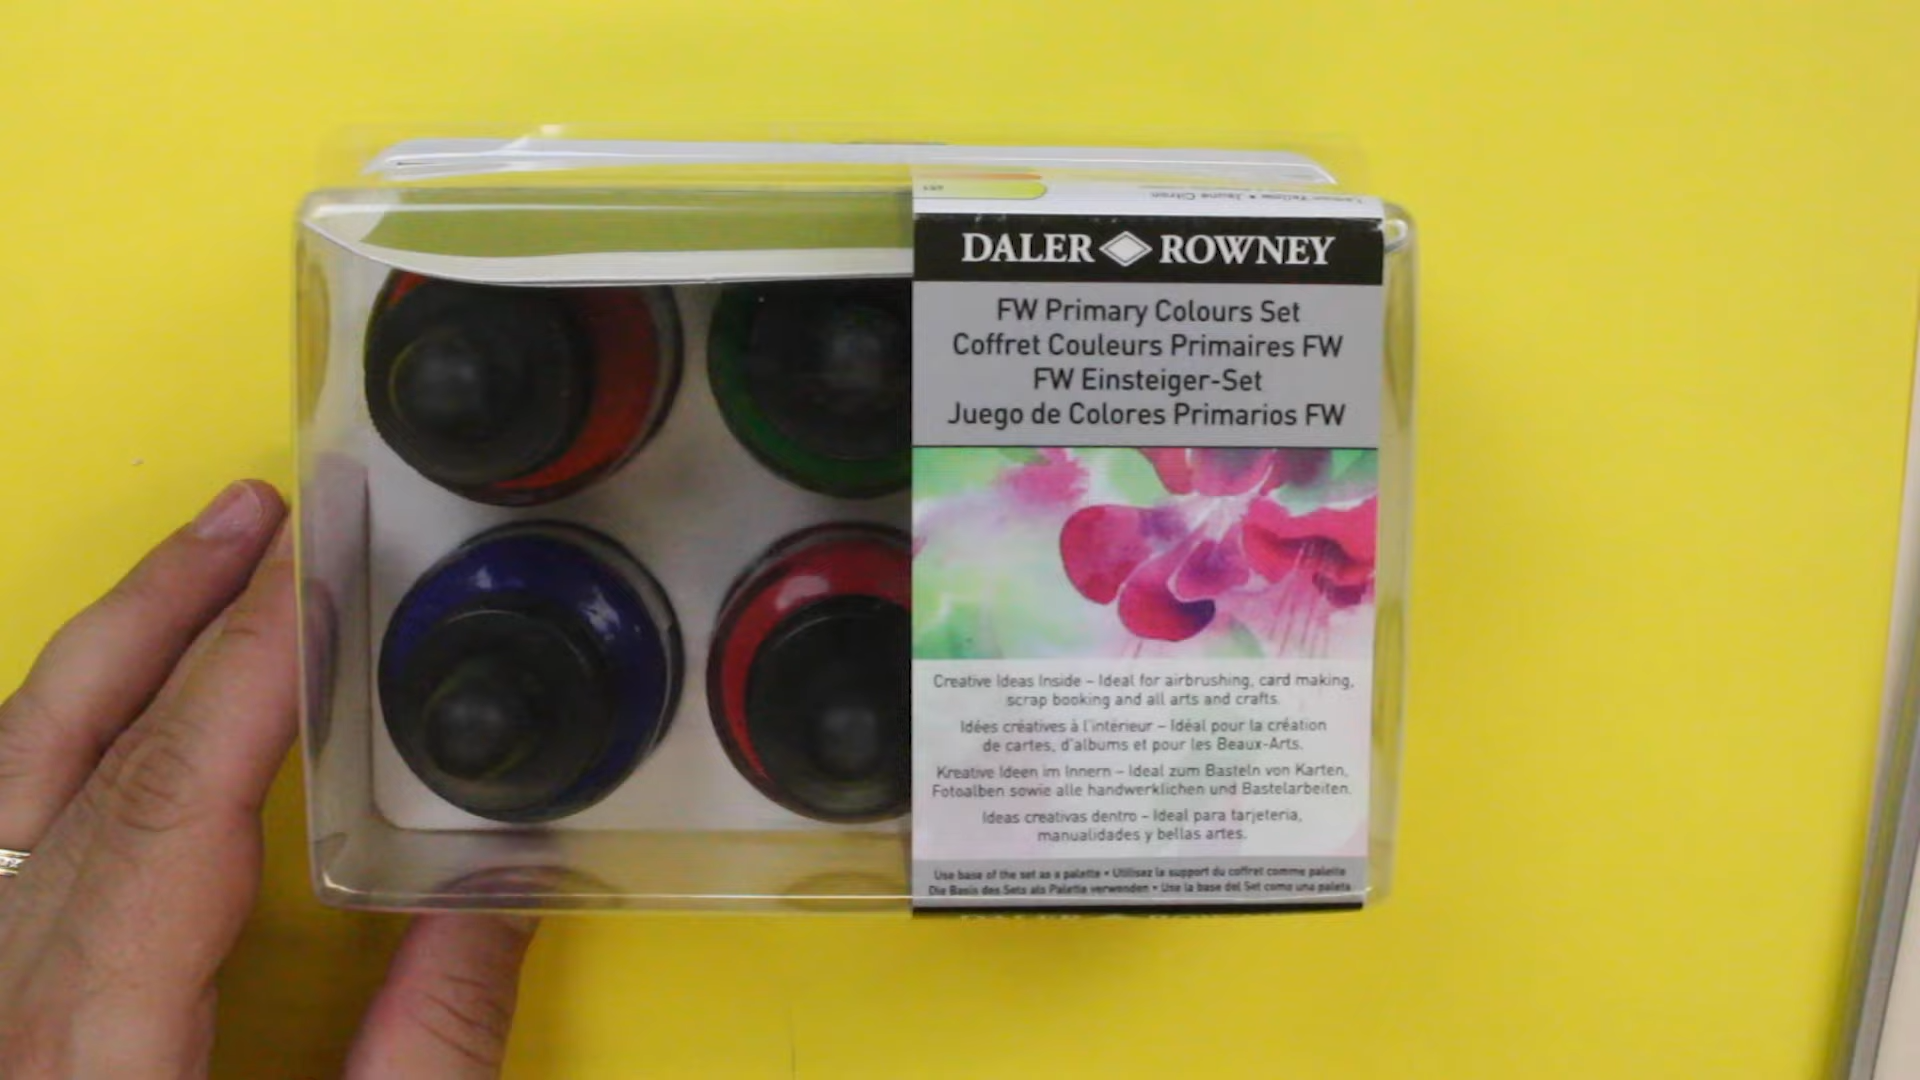 Lemon Yellow • Jaune Citron
DALER ROWNEY
FW Primary Colours Set
Coffret Couleurs Primaires FW
FW Einsteiger-Set
Juego de Colores Primarios FW
Creative Ideas Inside – Ideal for airbrushing, card making,
scrap booking and all arts and crafts.
Idées créatives à l'intérieur – Idéal pour la création
de cartes, d'albums et pour les Beaux-Arts.
Kreative Ideen im Innern – Ideal zum Basteln von Karten,
Fotoalben sowie alle handwerklichen und Bastelarbeiten.
Ideas creativas dentro – Ideal para tarjeteria,
manualidades y bellas artes.
Use base of the set as a palette • Utilisez la support du coffret comme palette
Die Basis des Sets als Palette verwenden • Use la base del Set como una paleta